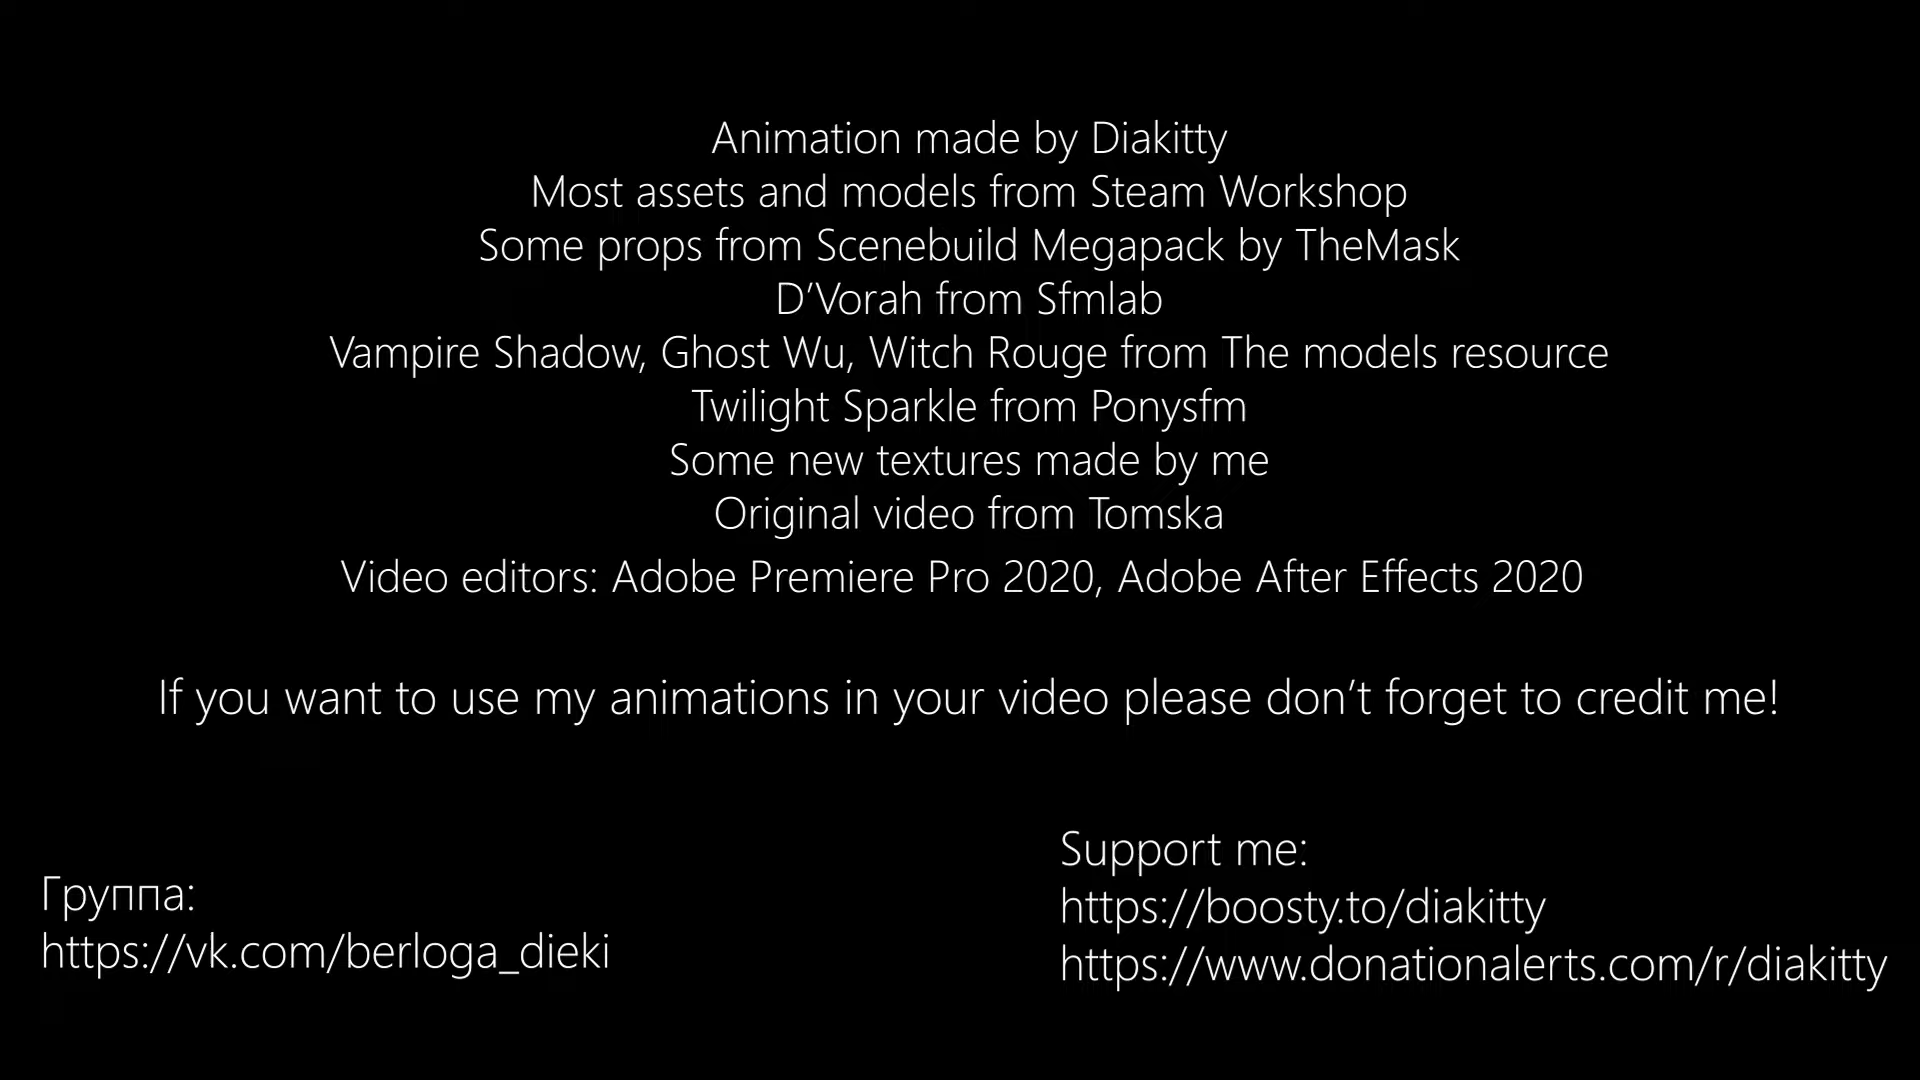 Animation made by Diakitty
Most assets and models from Steam Workshop
Some props from Scenebuild Megapack by TheMask
D’Vorah from Sfmlab
Vampire Shadow, Ghost Wu, Witch Rouge from The models resource
Twilight Sparkle from Ponysfm
Some new textures made by me
Original video from Tomska
Video editors: Adobe Premiere Pro 2020, Adobe After Effects 2020
If you want to use my animations in your video please don’t forget to credit me!
Группа:
https://vk.com/berloga_dieki
Support me:
https://boosty.to/diakitty
https://www.donationalerts.com/r/diakitty